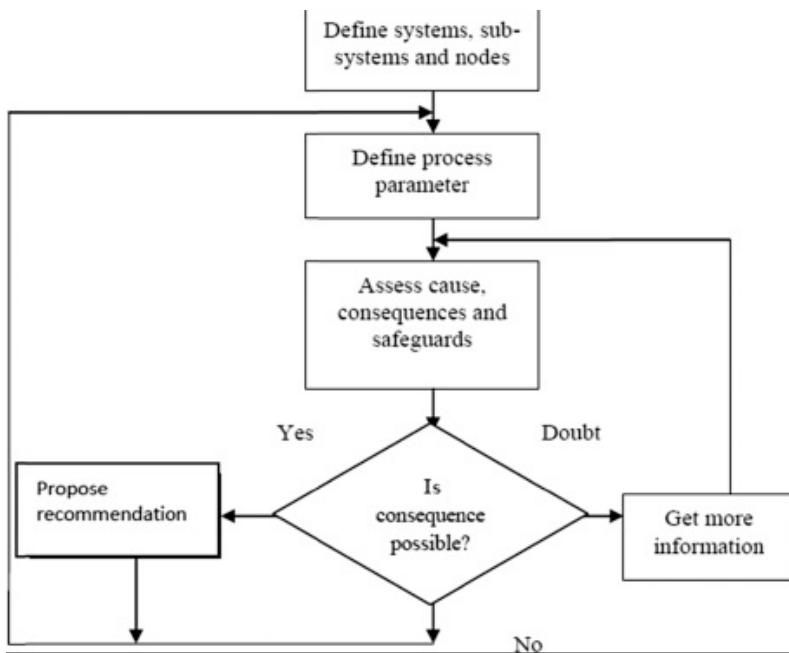 Define systems, sub-
systems and nodes
Define process
parameter
Assess cause,
consequences and
safeguards
Yes
Doubt
Propose
recommendation
Is
consequence
possible?
Get more
information
No